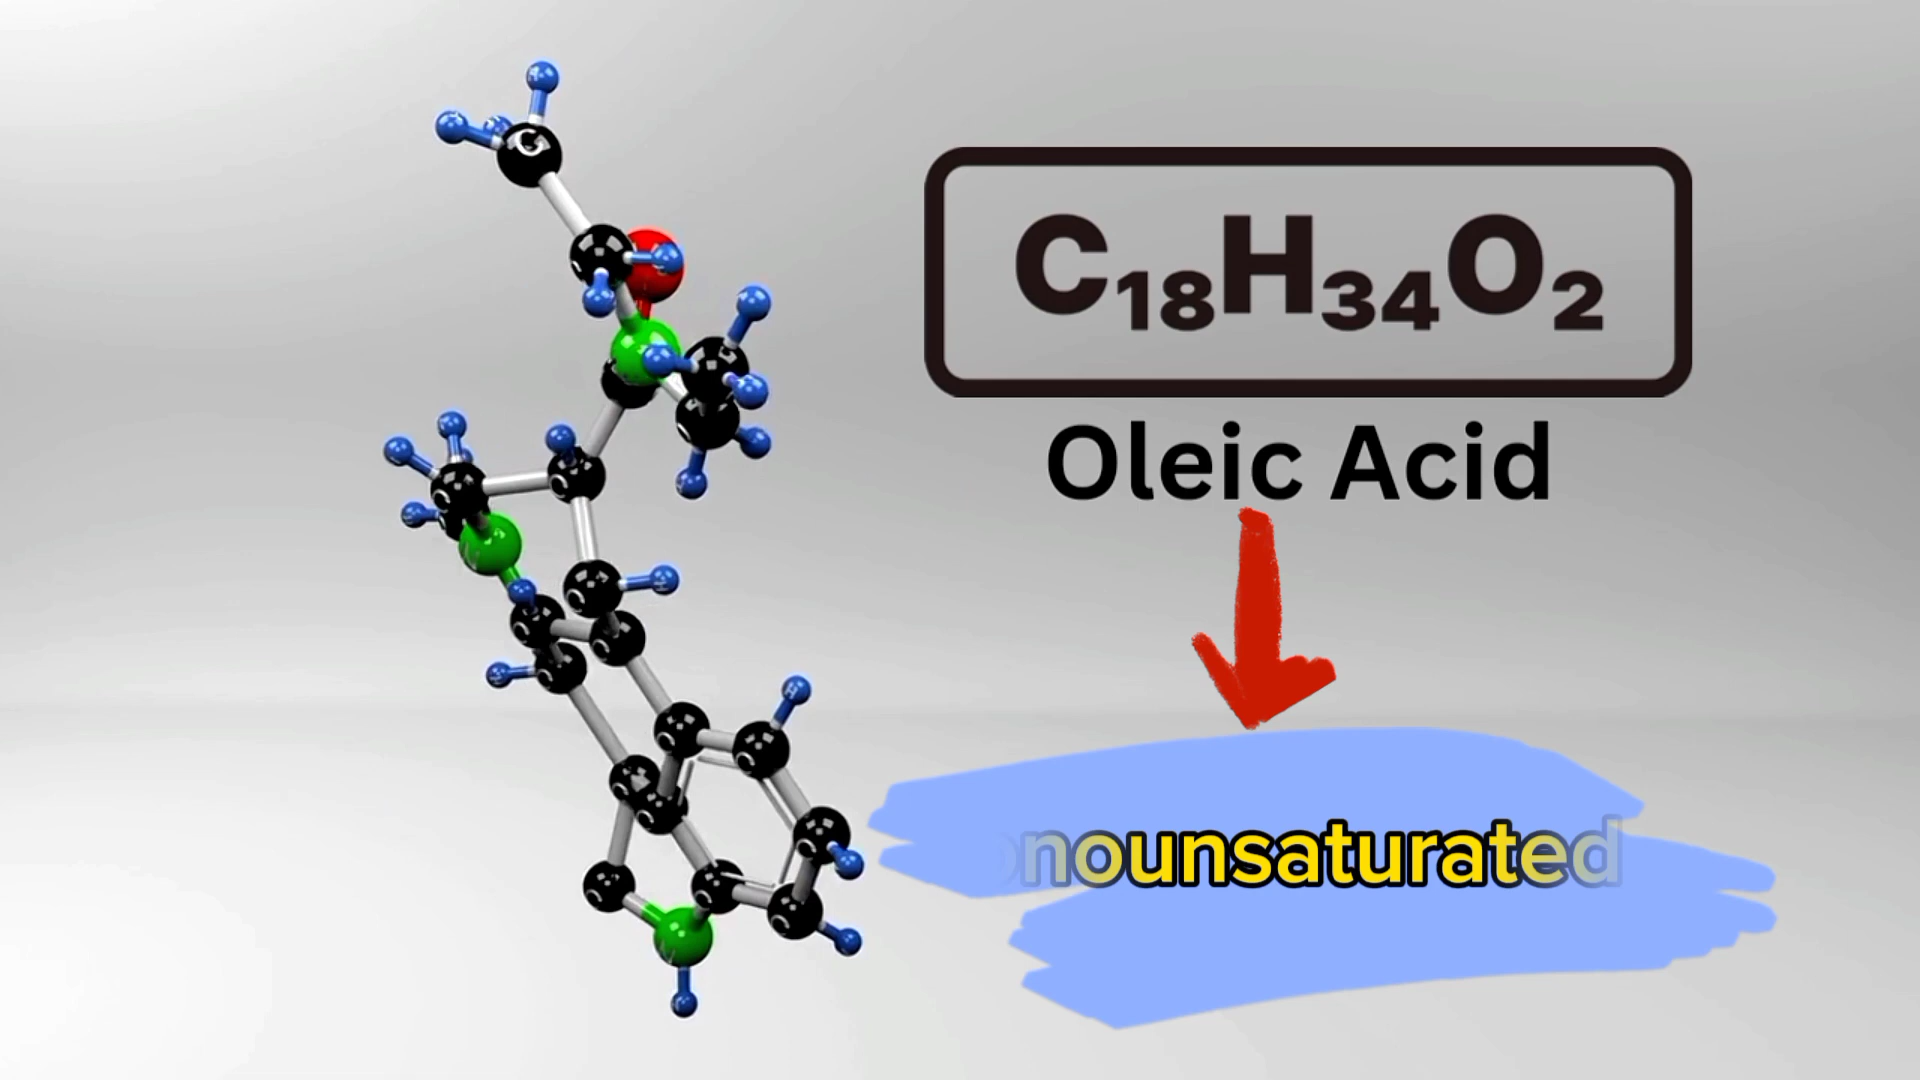 C₁₈H₃₄O₂
Oleic Acid
nounsaturated